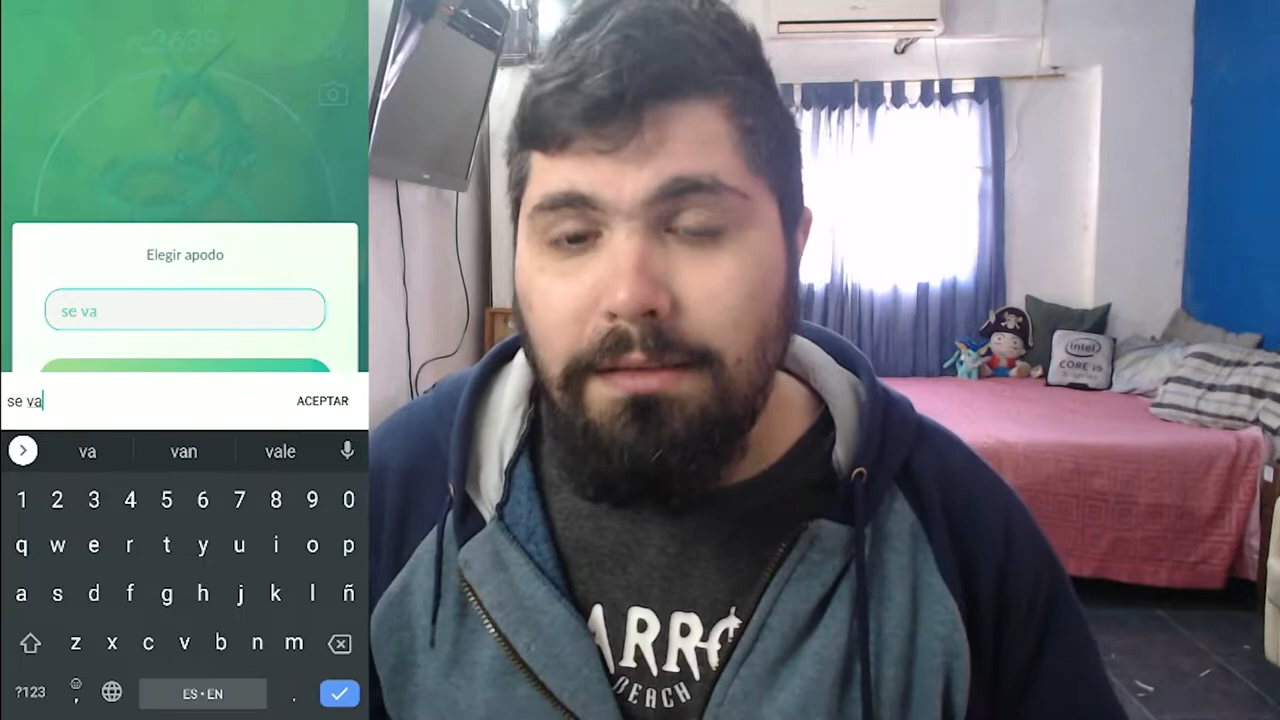 3639
Elegir apodo
se va
se va
ACEPTAR
va van vale
1 2 3 4 5 6 7 8 9 0
q w e r t y u i o p
a s d f g h j k l ñ
z x c v b n m
?123 , ES • EN .
intel
CORE i5
ARRO
BEACH